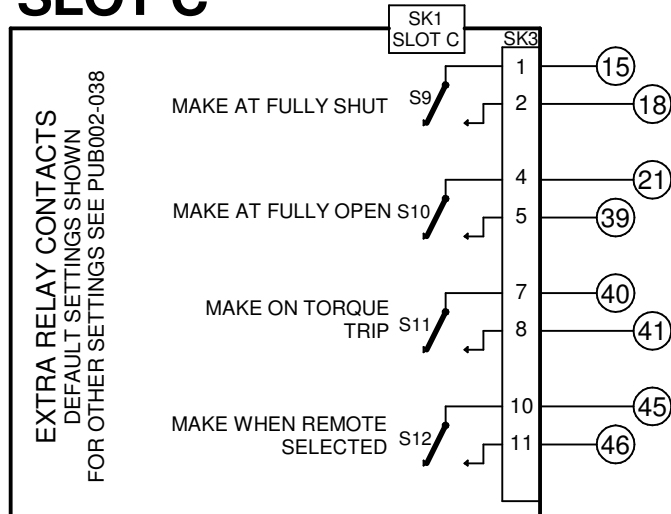 SLOT C
SK1
SLOT C
SK3
EXTRA RELAY CONTACTS
DEFAULT SETTINGS SHOWN
FOR OTHER SETTINGS SEE PUB002-038
MAKE AT FULLY SHUT
S9
1
15
2
18
MAKE AT FULLY OPEN
S10
4
21
5
39
MAKE ON TORQUE
TRIP
S11
7
40
8
41
MAKE WHEN REMOTE
SELECTED
S12
10
45
11
46